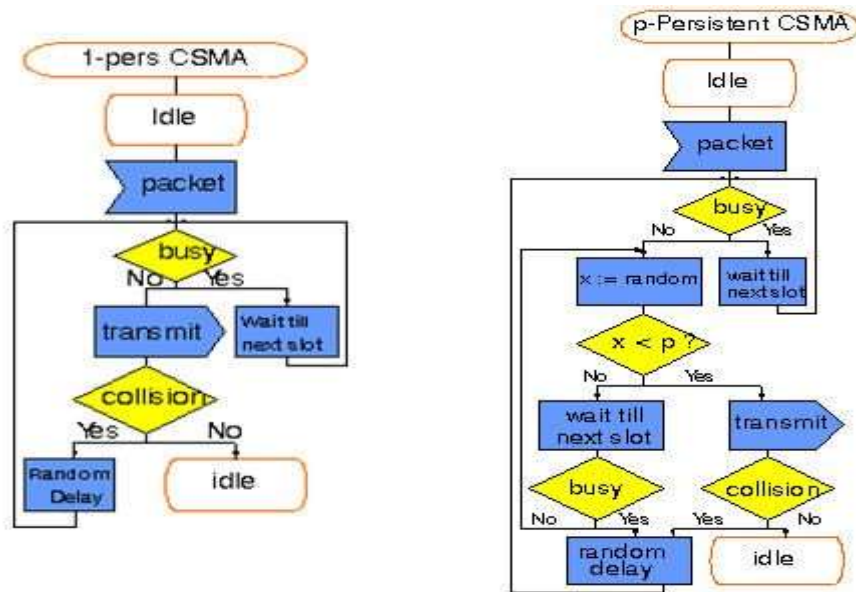 1-pers CSMA
Idle
packet
busy
No Yes
transmit
Wait till
next slot
collision
Yes No
Random
Delay
idle
p-Persistent CSMA
Idle
packet
busy
No Yes
x := random
wait till
next slot
x < p ?
No Yes
wait till
next slot
transmit
busy
collision
No Yes Yes No
random
delay
idle